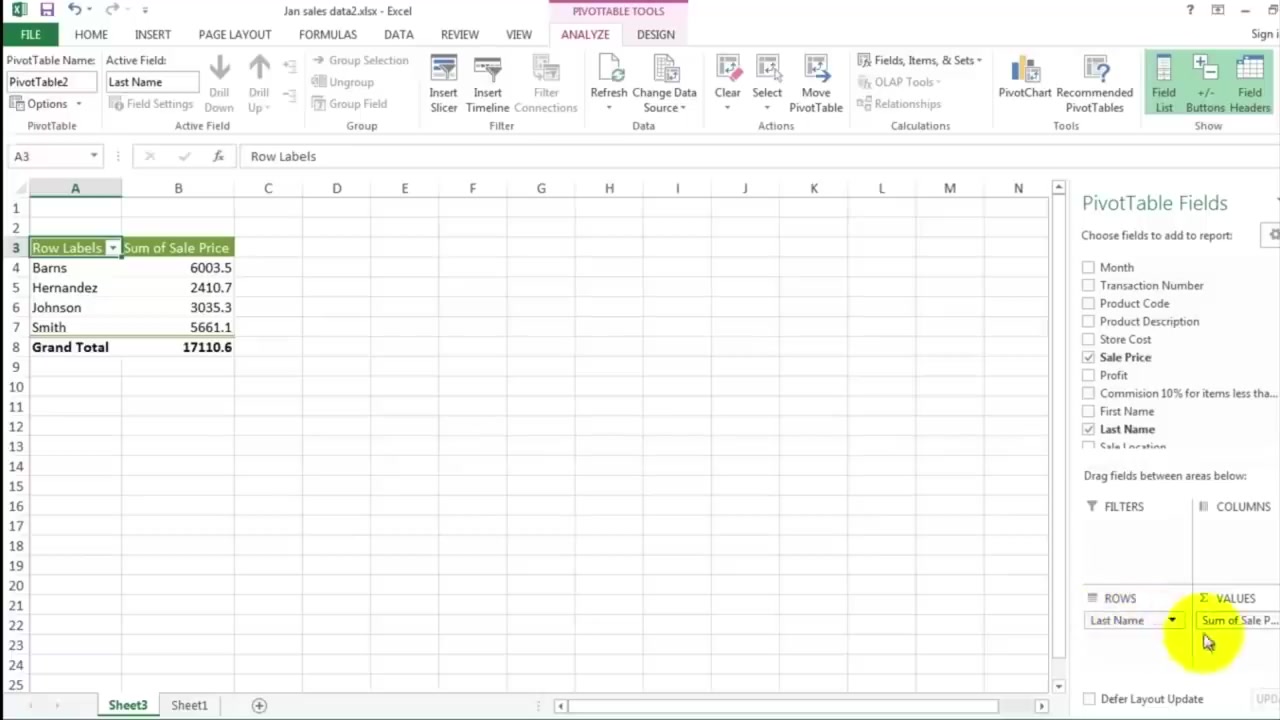 Jan sales data2.xlsx - Excel
PIVOTTABLE TOOLS
?
FILE HOME INSERT PAGE LAYOUT FORMULAS DATA REVIEW VIEW ANALYZE DESIGN
Sign i
PivotTable Name:
PivotTable2
Options
PivotTable
Active Field:
Last Name
Field Settings
Drill Down
Drill Up
Active Field
Group Selection
Ungroup
Group Field
Group
Insert Slicer
Insert Timeline
Filter Connections
Filter
Refresh
Change Data Source
Data
Clear
Select
Move PivotTable
Actions
Fields, Items, & Sets
OLAP Tools
Relationships
Calculations
PivotChart
Recommended PivotTables
Tools
Field List
+/- Buttons
Field Headers
Show
A3
fx
Row Labels
A B C D E F G H I J K L M N
1
2
3 Row Labels Sum of Sale Price
4 Barns 6003.5
5 Hernandez 2410.7
6 Johnson 3035.3
7 Smith 5661.1
8 Grand Total 17110.6
9
10
11
12
13
14
15
16
17
18
19
20
21
22
23
24
25
Sheet3 Sheet1
PivotTable Fields
Choose fields to add to report:
Month
Transaction Number
Product Code
Product Description
Store Cost
Sale Price
Profit
Commision 10% for items less tha...
First Name
Last Name
Sale Location
Drag fields between areas below:
FILTERS
COLUMNS
ROWS
Last Name
Σ VALUES
Sum of Sale P...
Defer Layout Update
UPD